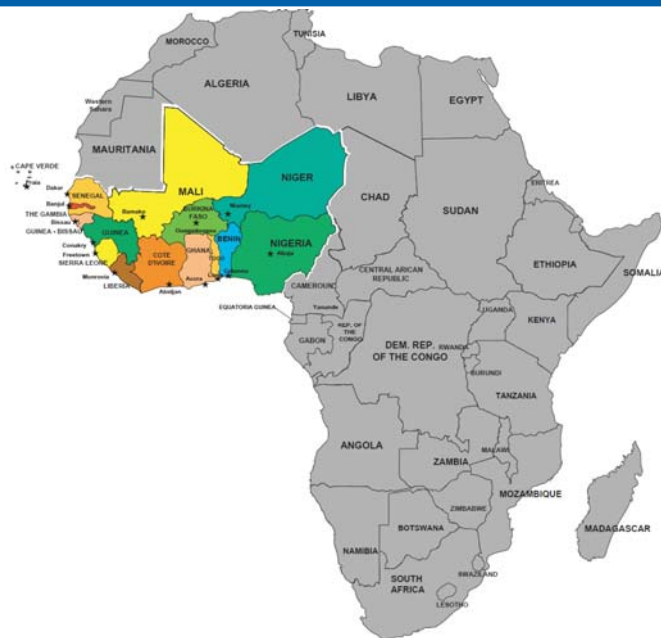 TUNISIA
MOROCCO
ALGERIA
LIBYA
EGYPT
Western
Sahara
MAURITANIA
CAPE VERDE
Praia
MALI
NIGER
CHAD
SUDAN
ERITREA
Dakar
SENEGAL
Banjul
THE GAMBIA
Bissau
GUINEA - BISSAU
Bamako
BURKINA
FASO
Ouagadougou
Niamey
GUINEA
BENIN
NIGERIA
Abuja
Conakry
Freetown
SIERRA LEONE
Monrovia
LIBERIA
COTE
D'IVOIRE
Abidjan
GHANA
Accra
TOGO
Cotonou
ETHIOPIA
SOMALIA
CENTRAL ARICAN
REPUBLIC
CAMEROUN
Yaounde
EQUATORIA GUINEA
GABON
REP. OF
THE
CONGO
DEM. REP.
OF THE CONGO
UGANDA
KENYA
RWANDA
BURUNDI
TANZANIA
ANGOLA
ZAMBIA
MALAWI
MOZAMBIQUE
ZIMBABWE
MADAGASCAR
NAMIBIA
BOTSWANA
SWAZILAND
SOUTH
AFRICA
LESOTHO